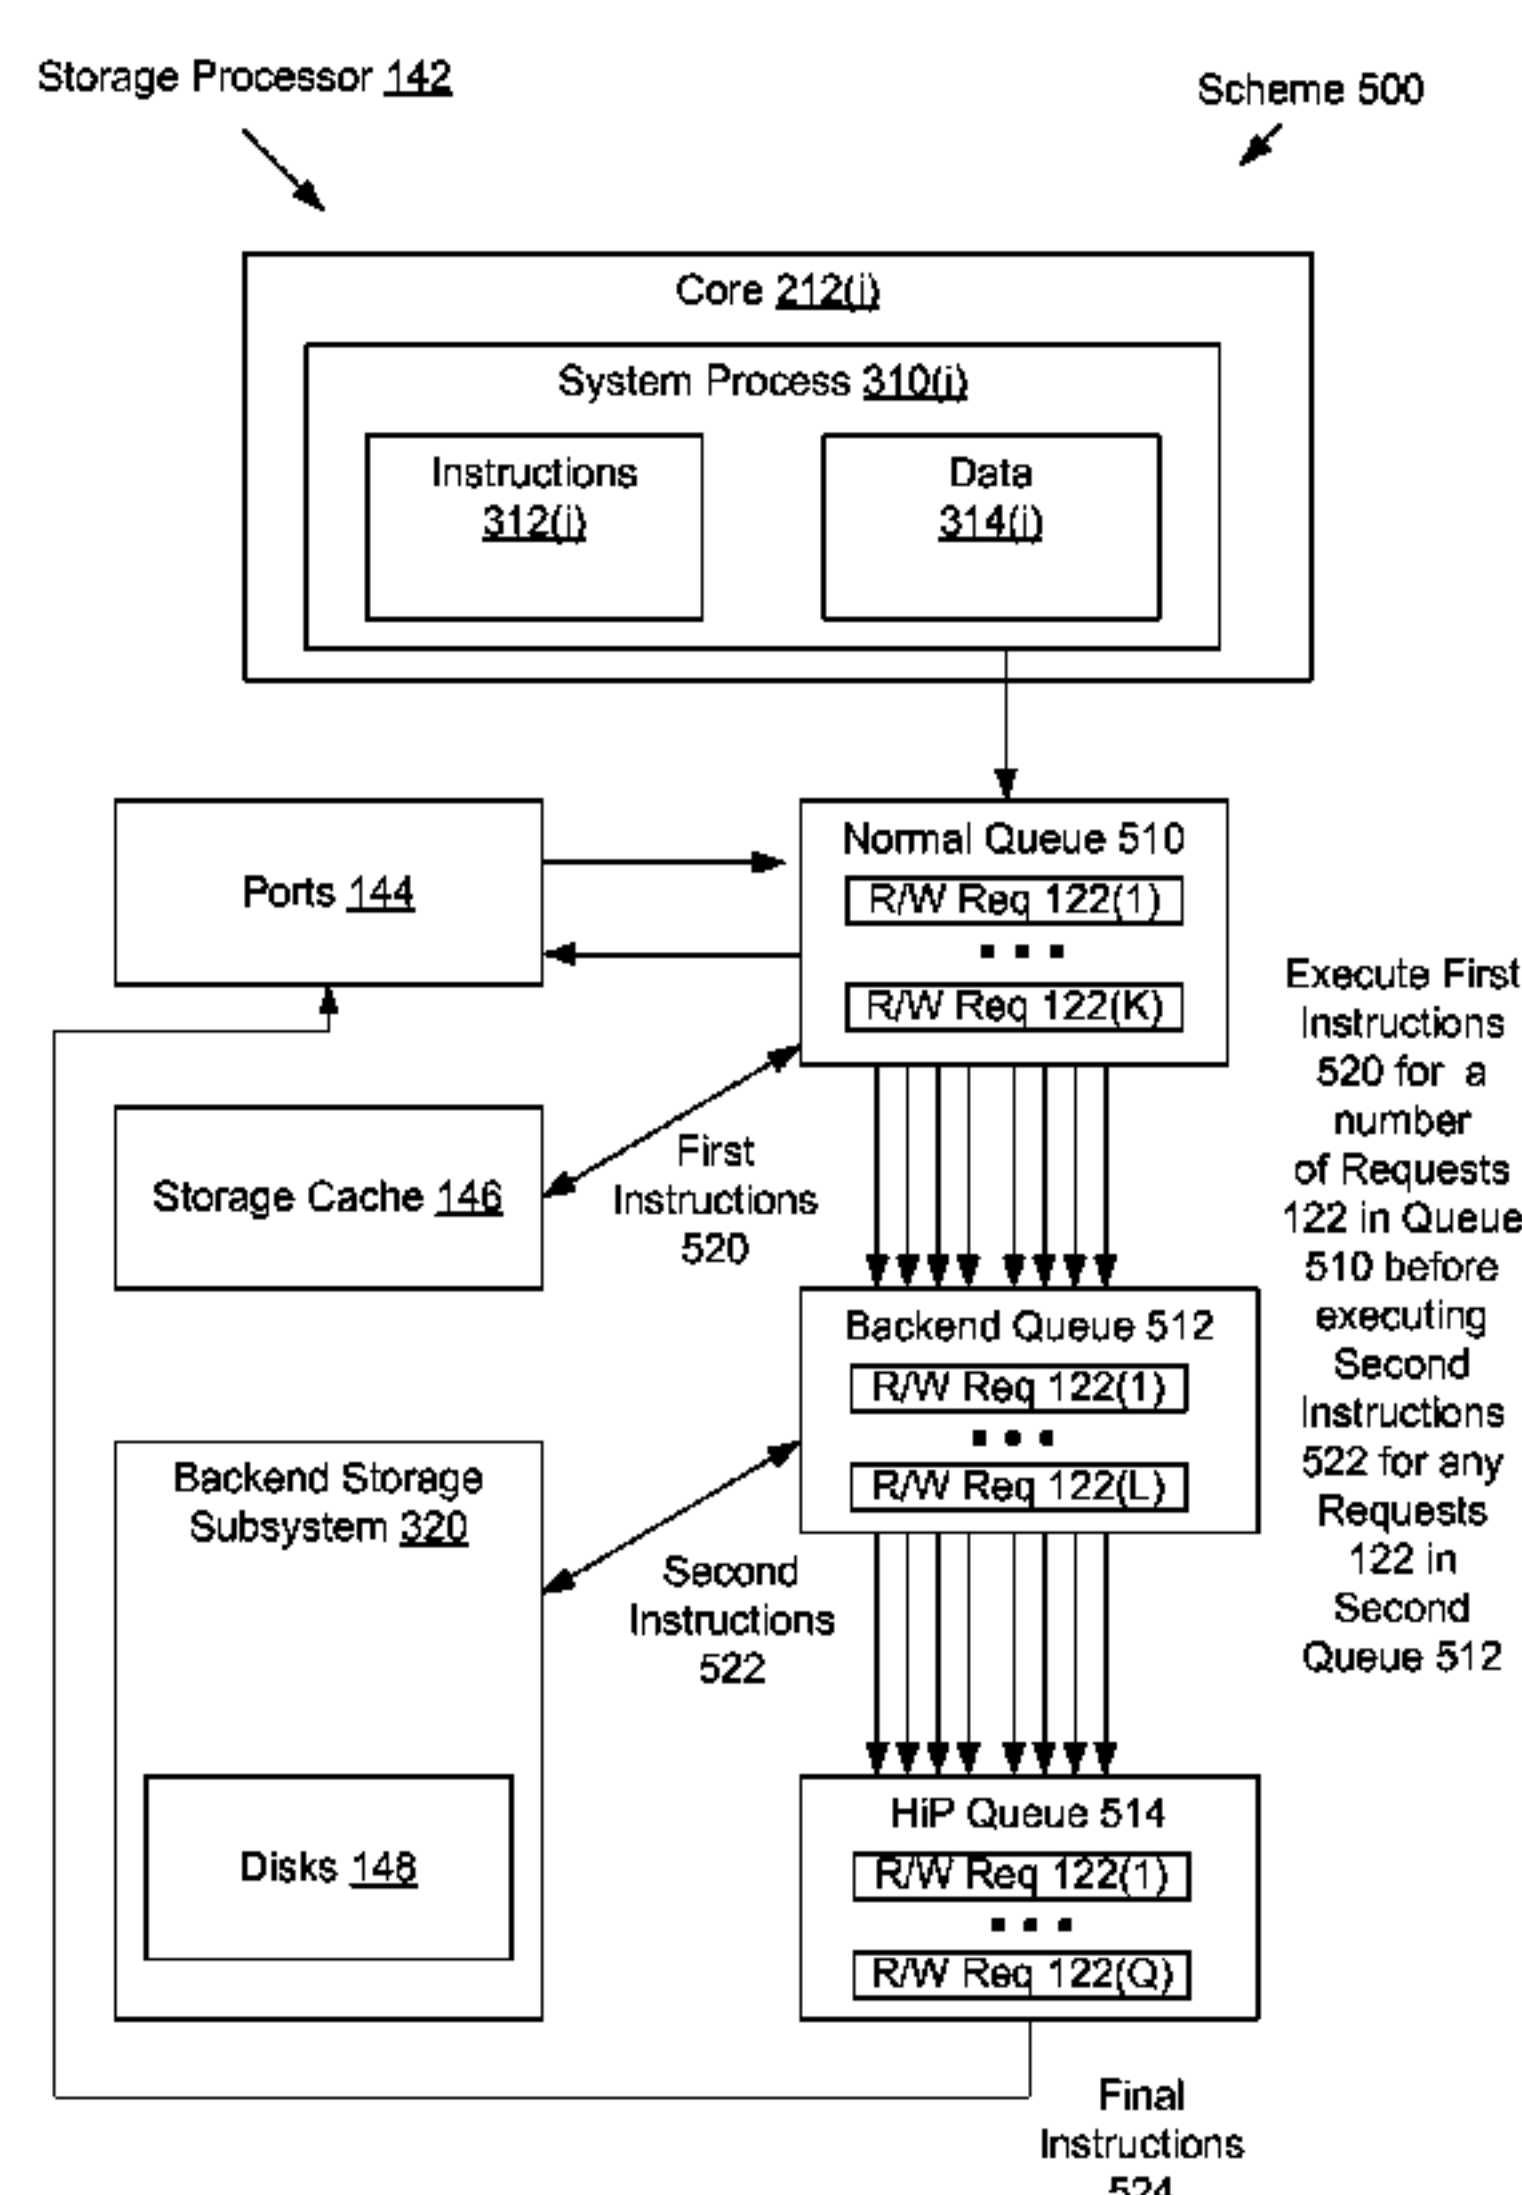 Storage Processor 142
Scheme 500
Core 212(i)
System Process 310(i)
Instructions
312(i)
Data
314(i)
Ports 144
Normal Queue 510
R/W Req 122(1)
R/W Req 122(K)
Storage Cache 146
First
Instructions
520
Execute First
Instructions
520 for a
number
of Requests
122 in Queue
510 before
executing
Second
Instructions
522 for any
Requests
122 in
Second
Queue 512
Backend Queue 512
R/W Req 122(1)
R/W Req 122(L)
Backend Storage
Subsystem 320
Second
Instructions
522
Disks 148
HiP Queue 514
R/W Req 122(1)
R/W Req 122(Q)
Final
Instructions
524